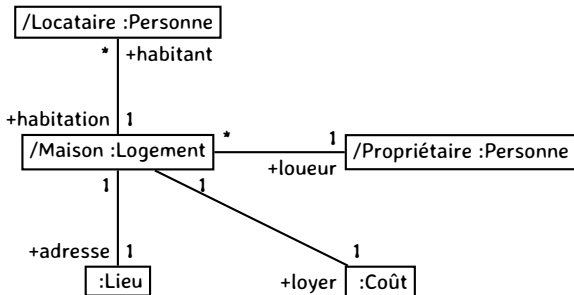 /Locataire :Personne
* +habitant
+habitation 1
/Maison :Logement * 1 /Propriétaire :Personne
+loueur
1 1
+adresse 1 1
:Lieu +loyer :Coût